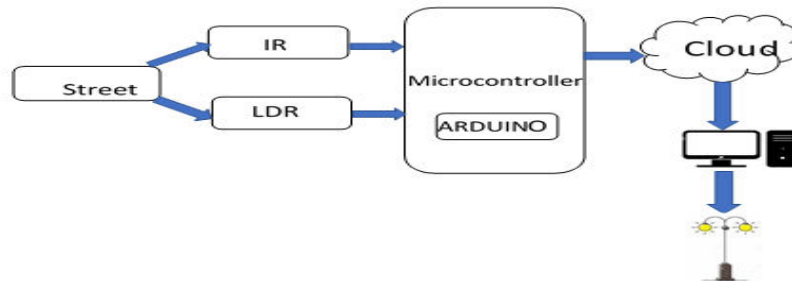 Street
IR
LDR
Microcontroller
ARDUINO
Cloud